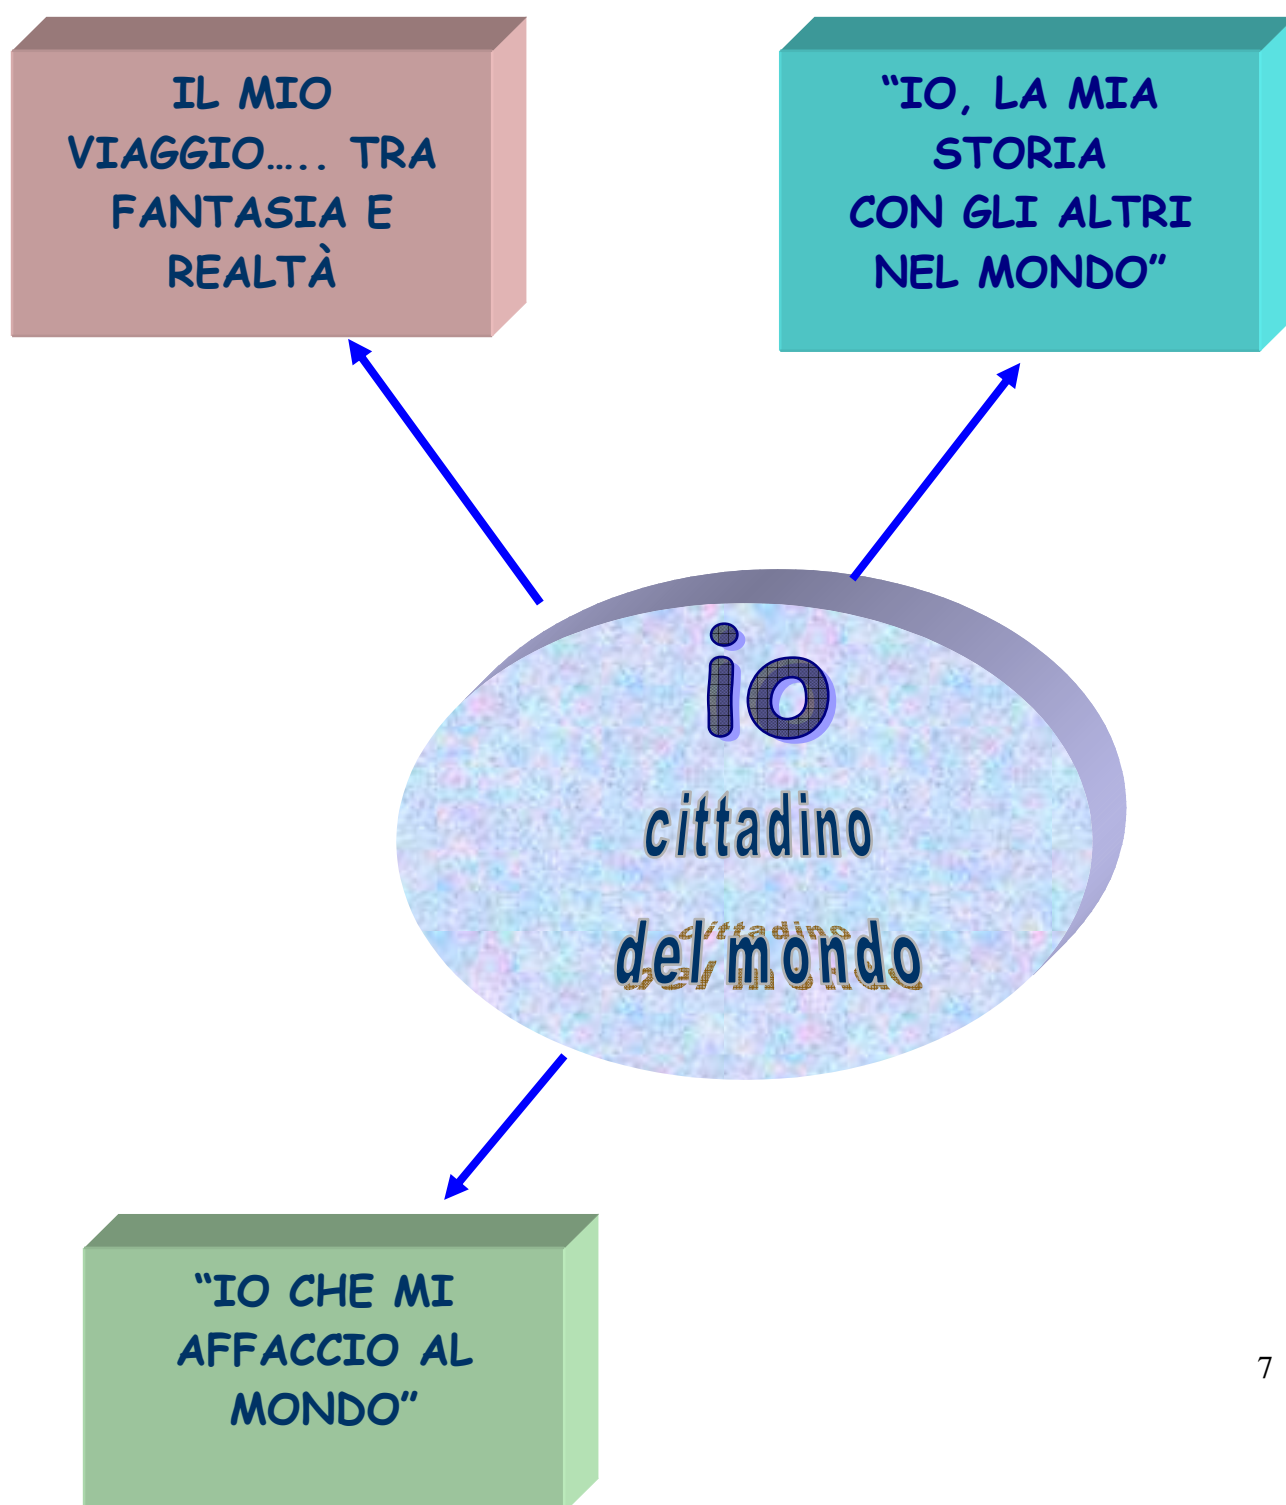 IL MIO
VIAGGIO….. TRA
FANTASIA E
REALTÀ
“IO, LA MIA
STORIA
CON GLI ALTRI
NEL MONDO”
io
cittadino
del mondo
“IO CHE MI
AFFACCIO AL
MONDO”
7